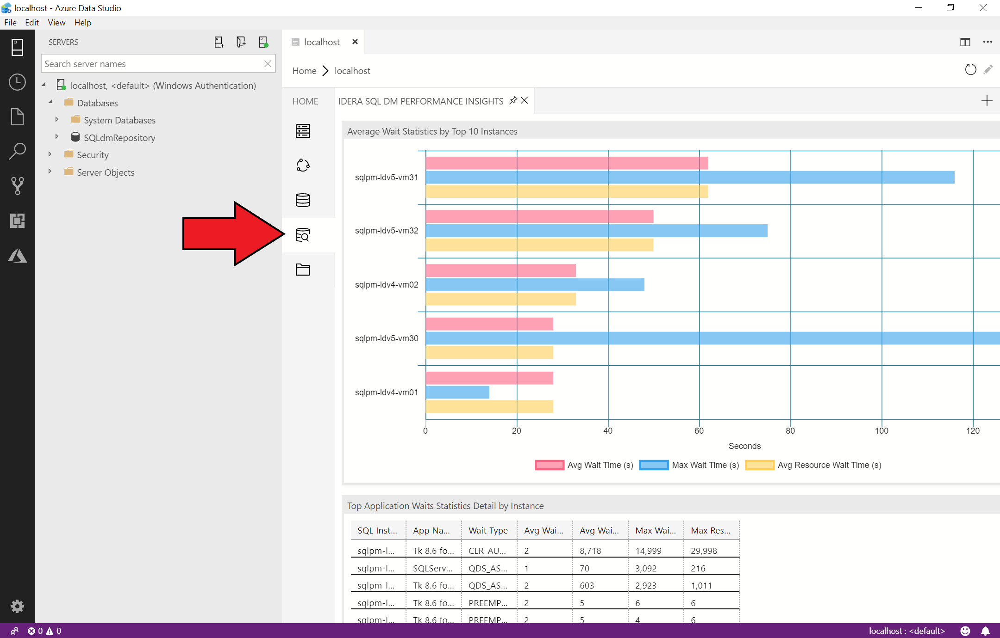 localhost - Azure Data Studio
File Edit View Help
SERVERS
Search server names
localhost, <default> (Windows Authentication)
Databases
System Databases
SQLdmRepository
Security
Server Objects
localhost
Home localhost
HOME
IDERA SQL DM PERFORMANCE INSIGHTS
Average Wait Statistics by Top 10 Instances
sqlpm-ldv5-vm31
sqlpm-ldv5-vm32
sqlpm-ldv4-vm02
sqlpm-ldv5-vm30
sqlpm-ldv4-vm01
0 20 40 60 80 100 120
Seconds
Avg Wait Time (s) Max Wait Time (s) Avg Resource Wait Time (s)
Top Application Waits Statistics Detail by Instance
SQL Inst... App Na... Wait Type Avg Wai... Avg Wai... Max Wai... Max Res...
sqlpm-l... Tk 8.6 fo... CLR_AU... 2 8,718 14,999 29,998
sqlpm-l... SQLServ... QDS_AS... 1 70 3,092 216
sqlpm-l... Tk 8.6 fo... QDS_AS... 2 603 2,923 1,011
sqlpm-l... Tk 8.6 fo... PREEMP... 2 5 6 6
sqlpm-l... Tk 8.6 fo... PREEMP... 2 5 4 6
0 0
localhost : <default>